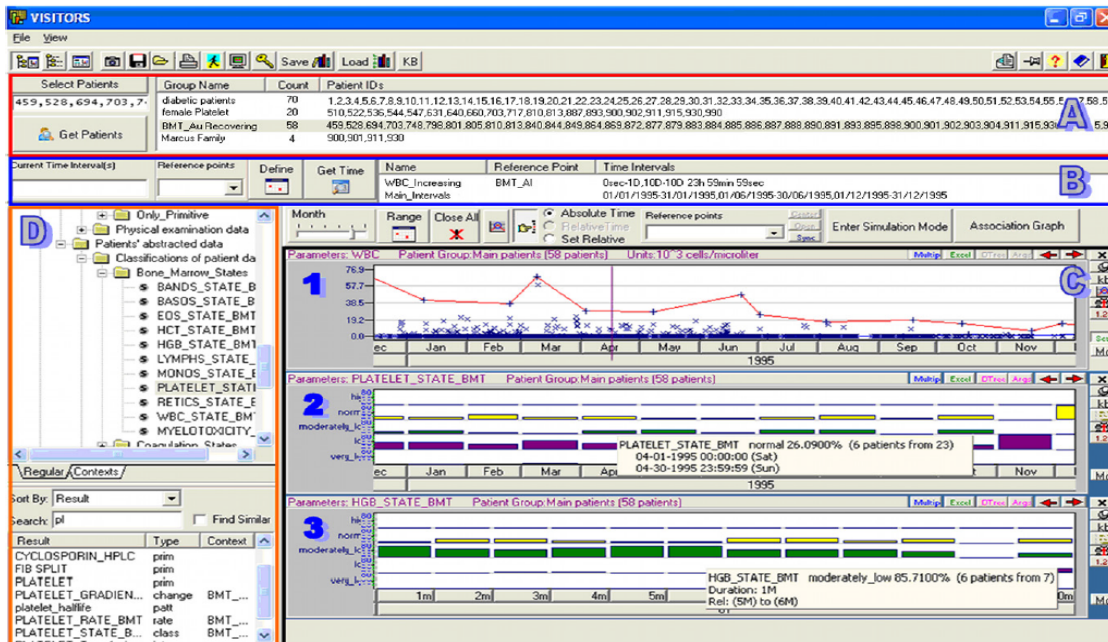 VISITORS
File View
Save Load KB
Select Patients
459,528,694,703,7
Get Patients
Group Name Count Patient IDs
diabetic patients 70 1,2,3,4,5,6,7,8,9,10,11,12,13,14,15,16,17,18,19,20,21,22,23,24,25,26,27,28,29,30,31,32,33,34,35,36,37,38,39,40,41,42,43,44,45,46,47,48,49,50,51,52,53,54,55,
female Platelet 20 510,522,536,544,547,631,640,660,703,717,810,813,887,893,900,902,911,915,930,990
BMT_Au Recovering 58 459,528,694,703,748,798,801,805,810,813,840,844,849,864,869,872,877,879,883,884,885,886,887,888,890,891,893,895,898,900,901,902,903,904,911,915,930
Marcus Family 4 900,901,911,930
A
Current Time Interval(s)
Reference points
Define
Get Time
Name Reference Point Time Intervals
WBC_Increasing BMT_Al 0sec-1D,10D-10D 23h 59min 59sec
Main_Intervals 01/01/1995-31/01/1995,01/06/1995-30/06/1995,01/12/1995-31/12/1995
B
D
Only_Primitive
Physical examination data
Patients' abstracted data
Classifications of patient da
Bone_Marrow_States
BANDS_STATE_B
BASOS_STATE_B
EOS_STATE_BMT
HCT_STATE_BMT
HGB_STATE_BMT
LYMPHS_STATE_
MONOS_STATE_B
PLATELET_STATI
RETICS_STATE_E
WBC_STATE_BM
MYELOTOXICITY_
Coagulation_States
Regular Contexts
Sort By: Result
Search: pl
Find Similar
Result Type Context
CYCLOSPORIN_HPLC prim
FIB SPLIT prim
PLATELET prim
PLATELET_GRADIEN... change BMT_...
platelet_halflife patt
PLATELET_RATE_BMT rate BMT_...
PLATELET_STATE_B... class BMT_...
Month
Range
Close All
Absolute Time
Relative Time
Set Relative
Reference points
Center
Open
Sync
Enter Simulation Mode
Association Graph
Parameters: WBC Patient Group:Main patients (58 patients) Units:10^3 cells/microliter
Multip Excel DTree Args
C
1
76.9
57.7
38.5
19.2
0.0
ec Jan Feb Mar Apr May Jun Jul Aug Sep Oct Nov
1995
Parameters: PLATELET_STATE_BMT Patient Group:Main patients (58 patients)
Multip Excel DTree Args
2
norm
moderately_lc
very_lc
PLATELET_STATE_BMT normal 26.0900% (6 patients from 23)
04-01-1995 00:00:00 (Sat)
04-30-1995 23:59:59 (Sun)
ec Jan Feb Mar Ap Aug Sep Oct Nov
1995
Parameters: HGB_STATE_BMT Patient Group:Main patients (58 patients)
Multip Excel DTree Args
3
moderately_lc
HGB_STATE_BMT moderately_low 85.7100% (6 patients from 7)
Duration: 1M
Rel: (5M) to (6M)
1m 2m 3m 4m 5m 0m